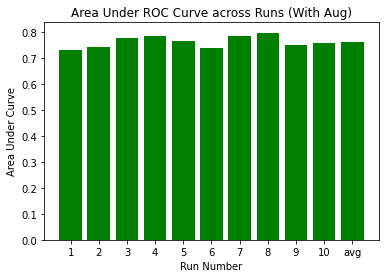 Area Under ROC Curve across Runs (With Aug)
0.8
0.7
0.6
0.5
0.4
0.3
0.2
0.1
0.0
Area Under Curve
1 2 3 4 5 6 7 8 9 10 avg
Run Number